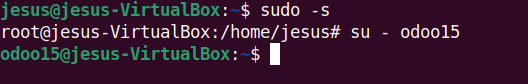 jesus@jesus-VirtualBox:~$ sudo -s
root@jesus-VirtualBox:/home/jesus# su - odoo15
odoo15@jesus-VirtualBox:~$